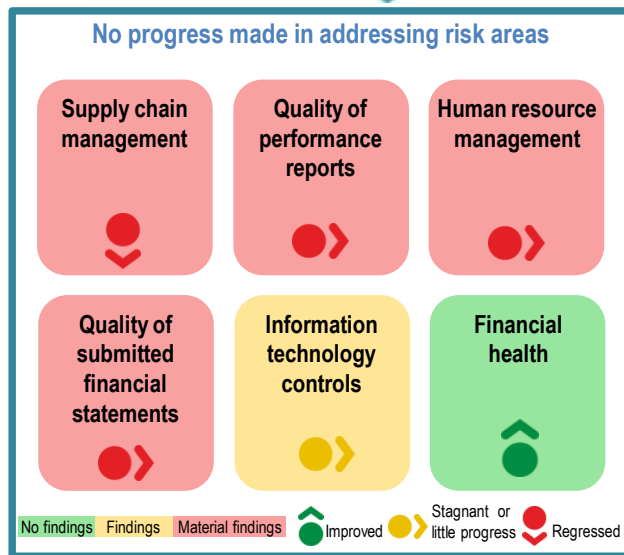 No progress made in addressing risk areas
Supply chain
management
Quality of
performance
reports
Human resource
management
Quality of
submitted
financial
statements
Information
technology
controls
Financial
health
No findings
Findings
Material findings
Improved
Stagnant or
little progress
Regressed